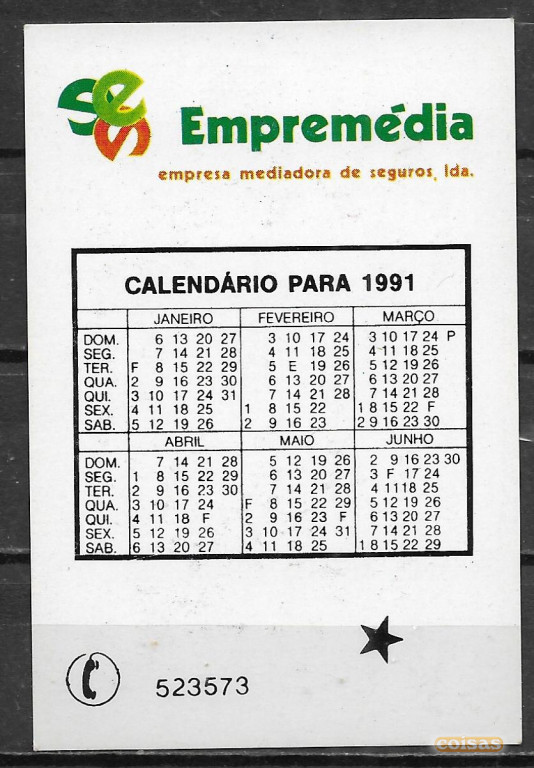 ses
Empremédia
empresa mediadora de seguros, lda.
CALENDÁRIO PARA 1991
JANEIRO FEVEREIRO MARÇO
DOM. 6 13 20 27 3 10 17 24 3 10 17 24 P
SEG. 7 14 21 28 4 11 18 25 4 11 18 25
TER. F 8 15 22 29 5 E 19 26 5 12 19 26
QUA. 2 9 16 23 30 6 13 20 27 6 13 20 27
QUI. 3 10 17 24 31 7 14 21 28 7 14 21 28
SEX. 4 11 18 25 1 8 15 22 1 8 15 22 F
SAB. 5 12 19 26 2 9 16 23 2 9 16 23 30
ABRIL MAIO JUNHO
DOM. 7 14 21 28 5 12 19 26 2 9 16 23 30
SEG. 1 8 15 22 29 6 13 20 27 3 F 17 24
TER. 2 9 16 23 30 7 14 21 28 4 11 18 25
QUA. 3 10 17 24 F 8 15 22 29 5 12 19 26
QUI. 4 11 18 F 2 9 16 23 F 6 13 20 27
SEX. 5 12 19 26 3 10 17 24 31 7 14 21 28
SAB. 6 13 20 27 4 11 18 25 1 8 15 22 29
523573
coisas